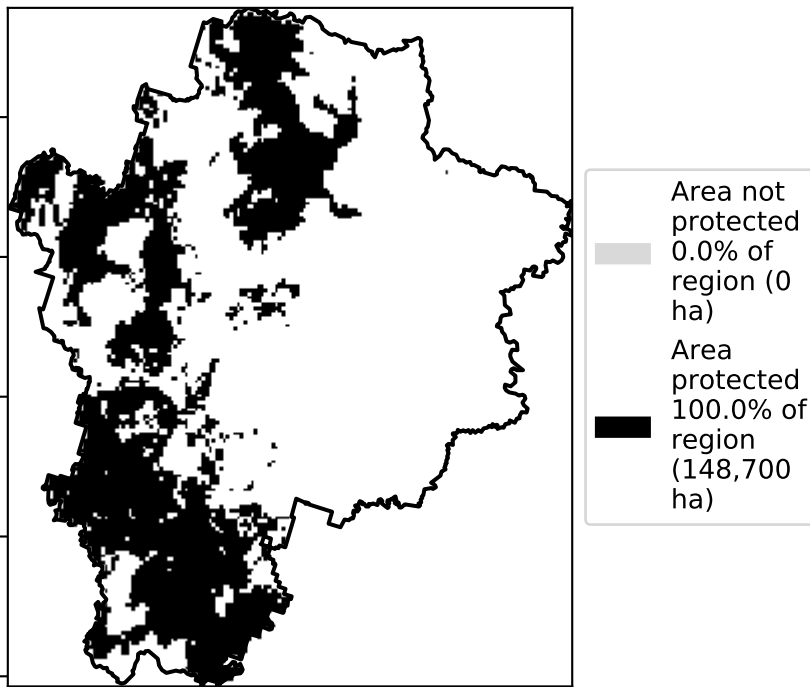 Area not
protected
0.0% of
region (0
ha)
Area
protected
100.0% of
region
(148,700
ha)